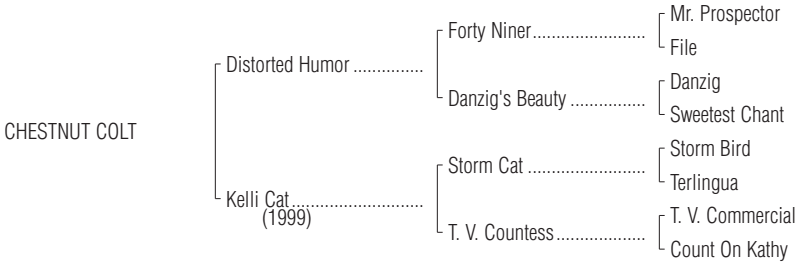 Mr. Prospector
Forty Niner.......................
File
Distorted Humor ...............
Danzig
Danzig's Beauty ................
Sweetest Chant
CHESTNUT COLT
Storm Bird
Storm Cat ........................
Terlingua
Kelli Cat...........................
(1999)
T. V. Commercial
T. V. Countess..................
Count On Kathy